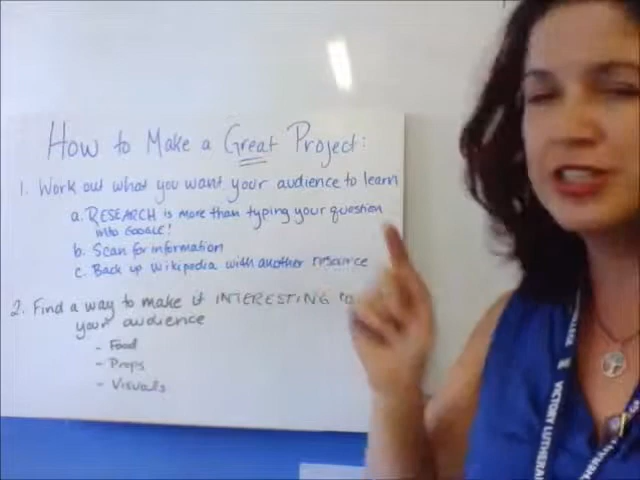 How to Make a Great Project:
1. Work out what you want your audience to learn
a. RESEARCH is more than typing your question
into GOOGLE!
b. Scan for information
c. Back up Wikipedia with another resource
2. Find a way to make it INTERESTING to
your audience
- Food
- Props
- Visuals
VICTORY LUTHERAN